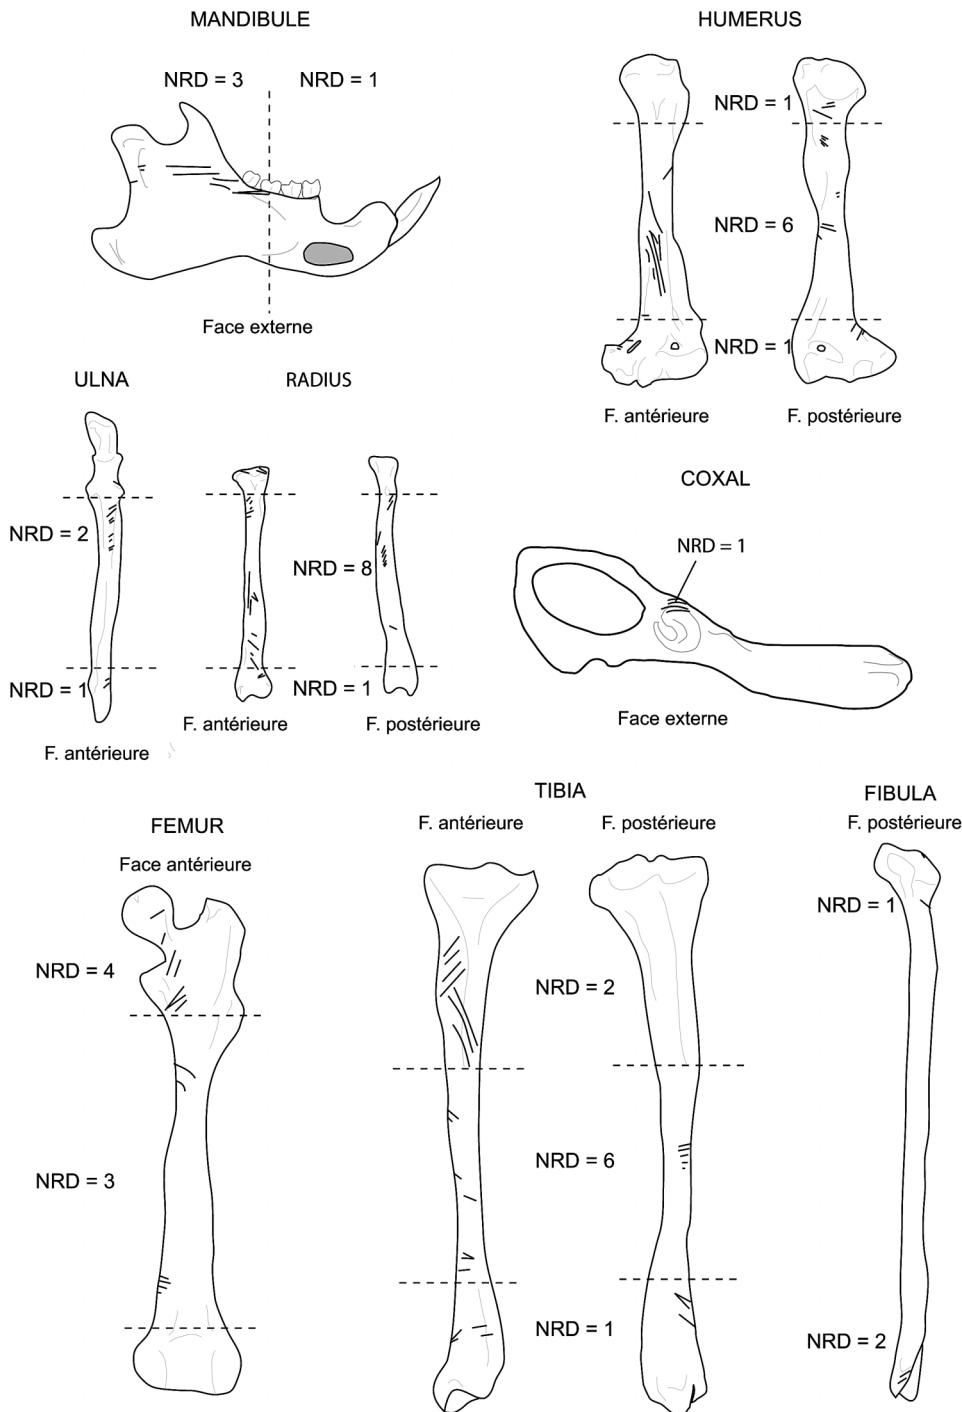 MANDIBULE
NRD = 3 NRD = 1
Face externe
HUMERUS
NRD = 1
NRD = 6
NRD = 1
F. antérieure F. postérieure
ULNA
NRD = 2
NRD = 1
F. antérieure
RADIUS
NRD = 8
NRD = 1
F. antérieure F. postérieure
COXAL
NRD = 1
Face externe
FEMUR
Face antérieure
NRD = 4
NRD = 3
TIBIA
F. antérieure F. postérieure
NRD = 2
NRD = 6
NRD = 1
FIBULA
F. postérieure
NRD = 1
NRD = 2